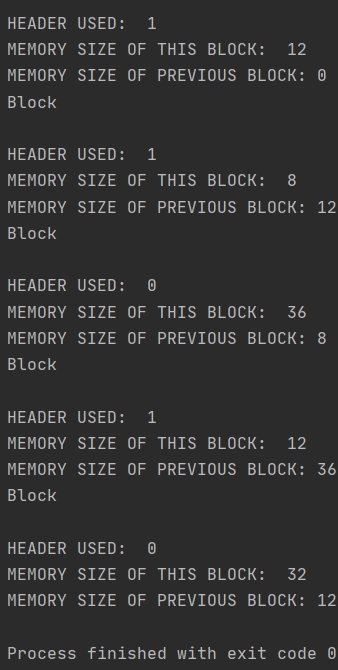 HEADER USED:  1
MEMORY SIZE OF THIS BLOCK:  12
MEMORY SIZE OF PREVIOUS BLOCK: 0
Block
HEADER USED:  1
MEMORY SIZE OF THIS BLOCK:  8
MEMORY SIZE OF PREVIOUS BLOCK: 12
Block
HEADER USED:  0
MEMORY SIZE OF THIS BLOCK:  36
MEMORY SIZE OF PREVIOUS BLOCK: 8
Block
HEADER USED:  1
MEMORY SIZE OF THIS BLOCK:  12
MEMORY SIZE OF PREVIOUS BLOCK: 36
Block
HEADER USED:  0
MEMORY SIZE OF THIS BLOCK:  32
MEMORY SIZE OF PREVIOUS BLOCK: 12
Process finished with exit code 0